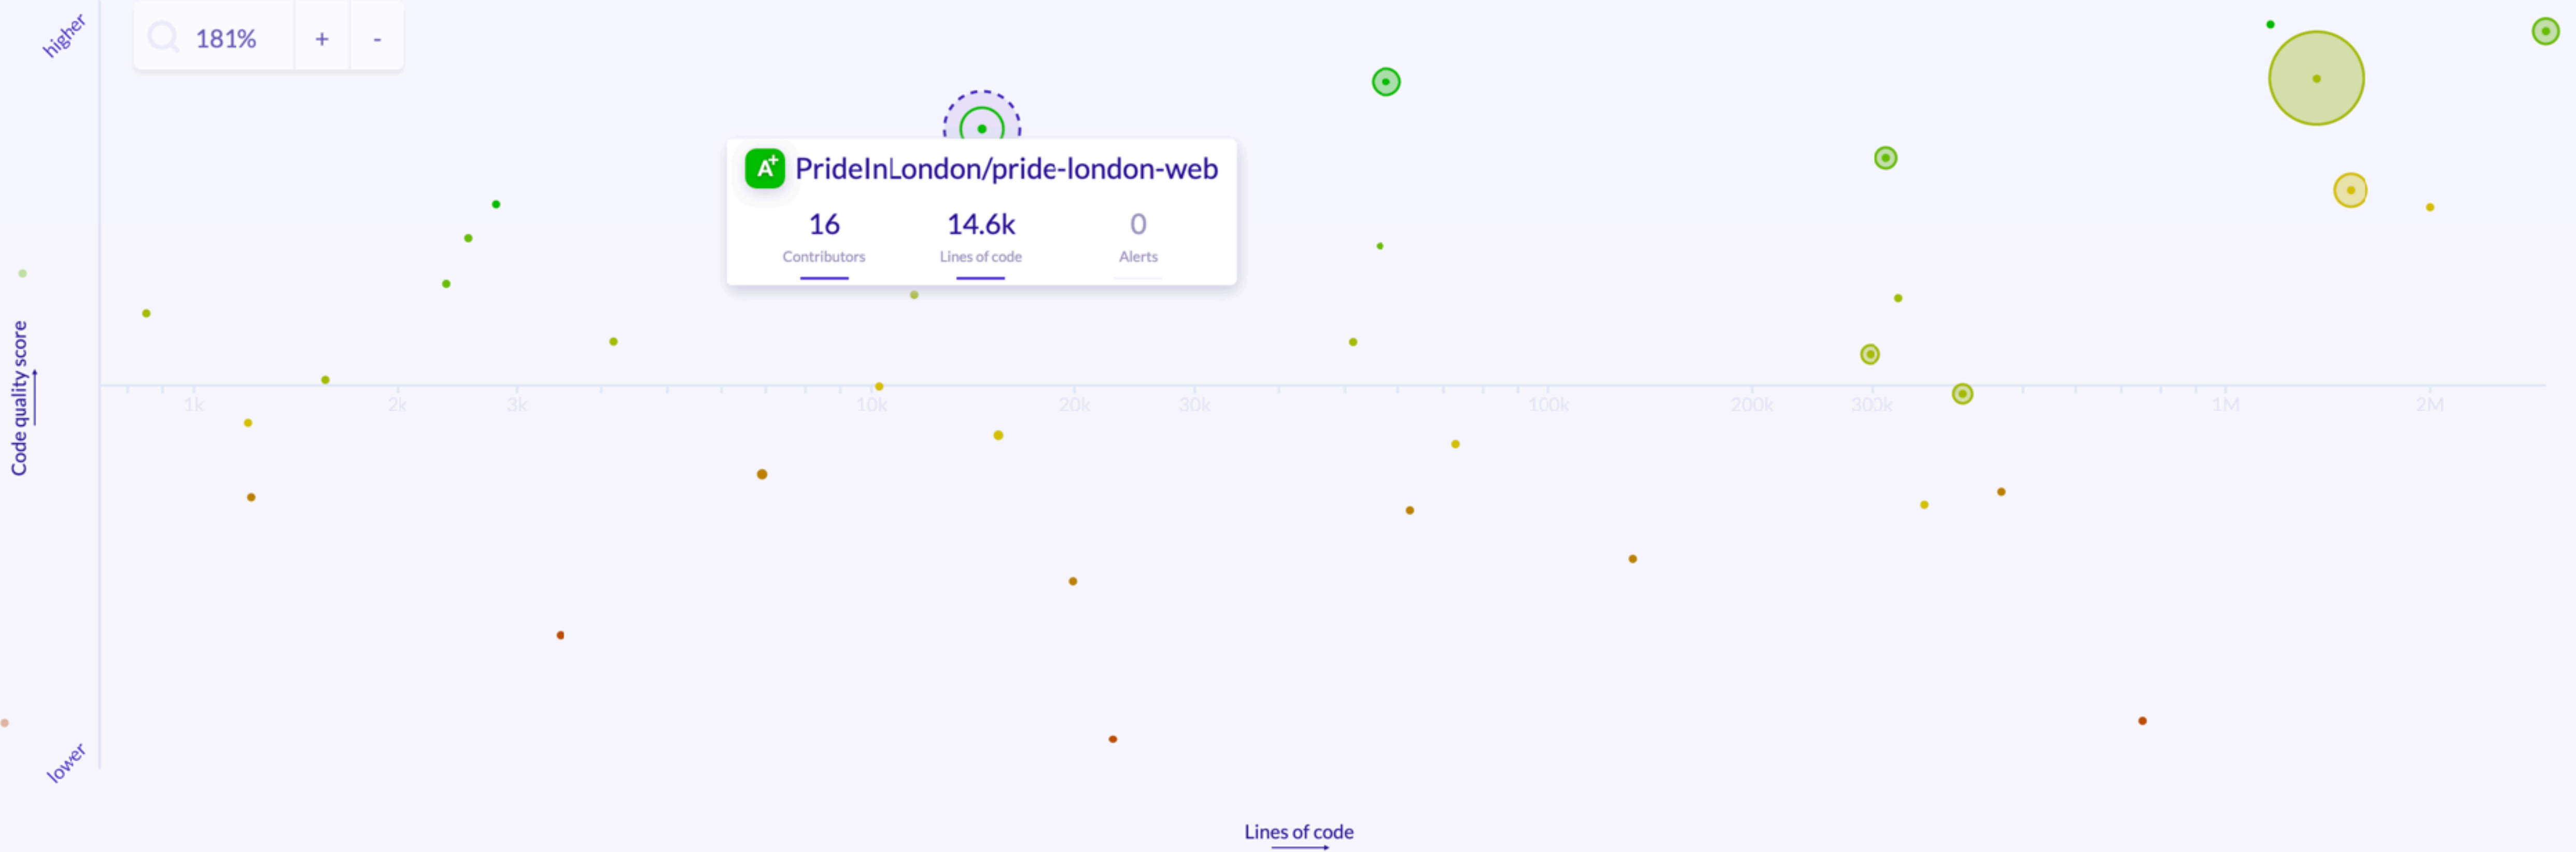 higher
181%
+
-
A+
PrideInLondon/pride-london-web
16
14.6k
0
Contributors
Lines of code
Alerts
Code quality score
1k
2k
3k
10k
20k
30k
100k
200k
300k
1M
2M
lower
Lines of code